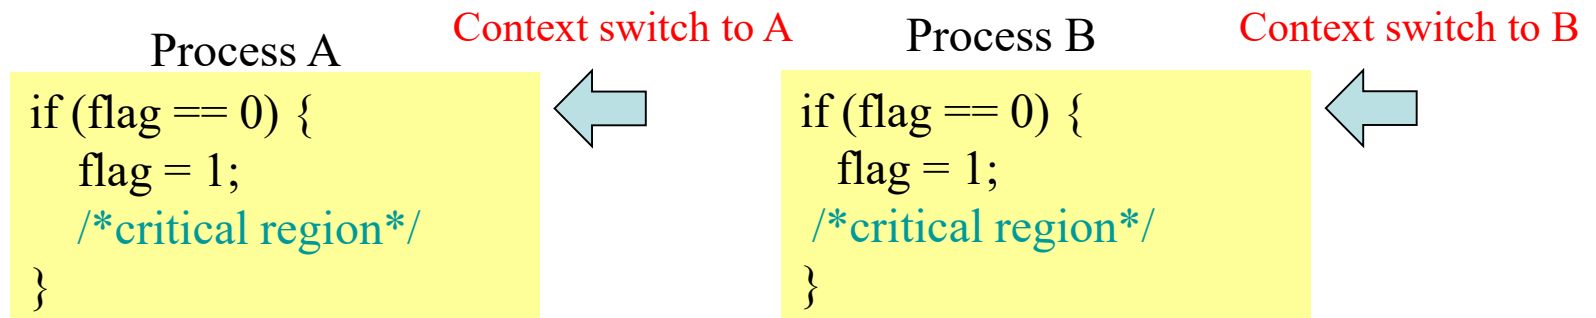 Process A
Context switch to A
if (flag == 0) {
flag = 1;
/*critical region*/
}
Process B
Context switch to B
if (flag == 0) {
flag = 1;
/*critical region*/
}